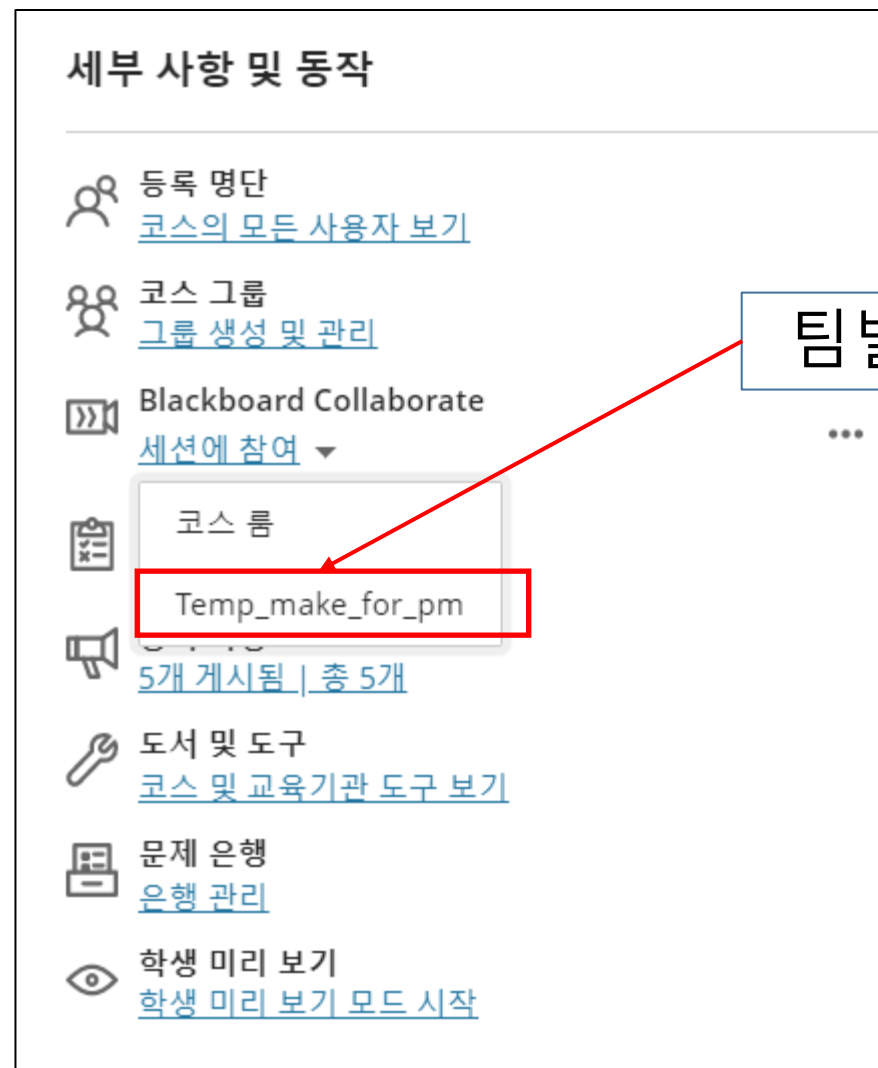 세부 사항 및 동작
등록 명단
코스의 모든 사용자 보기
코스 그룹
그룹 생성 및 관리
팀별
Blackboard Collaborate
세션에 참여
코스 룸
Temp_make_for_pm
5개 게시됨 | 총 5개
도서 및 도구
코스 및 교육기관 도구 보기
문제 은행
은행 관리
학생 미리 보기
학생 미리 보기 모드 시작